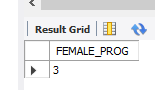 Result Grid
FEMALE_PROG
3